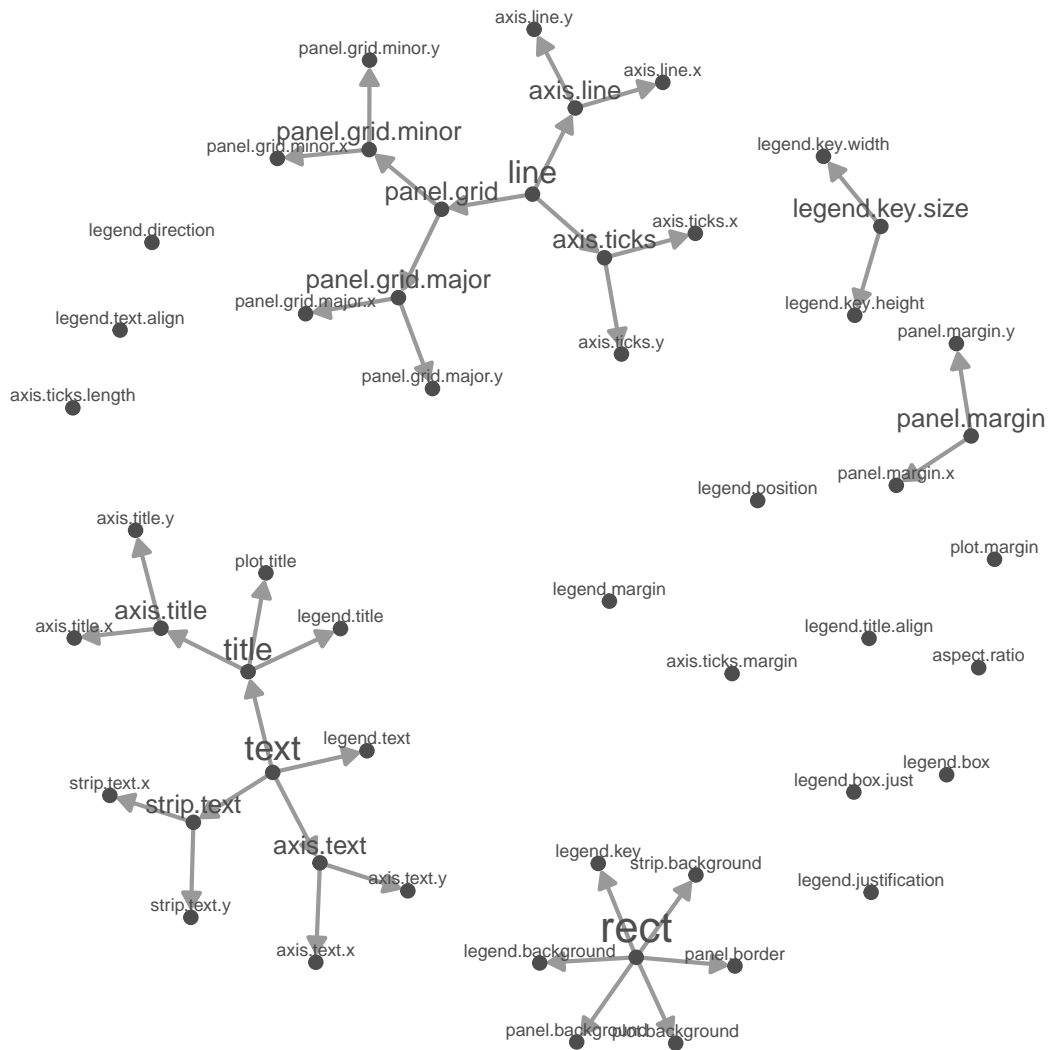 axis.line.y
panel.grid.minor.y
axis.line.x
axis.line
panel.grid.minor
panel.grid.minor.x
legend.key.width
line
panel.grid
legend.key.size
axis.ticks.x
legend.direction
axis.ticks
panel.grid.major
panel.grid.major.x
legend.key.height
legend.text.align
panel.margin.y
axis.ticks.y
panel.grid.major.y
axis.ticks.length
panel.margin
panel.margin.x
legend.position
axis.title.y
plot.margin
plot.title
legend.margin
axis.title
legend.title
axis.title.x
legend.title.align
title
axis.ticks.margin
aspect.ratio
legend.text
text
legend.box
strip.text.x
legend.box.just
strip.text
axis.text
legend.key
strip.background
axis.text.y
legend.justification
strip.text.y
rect
axis.text.x
legend.background
panel.border
panel.background
plot.background